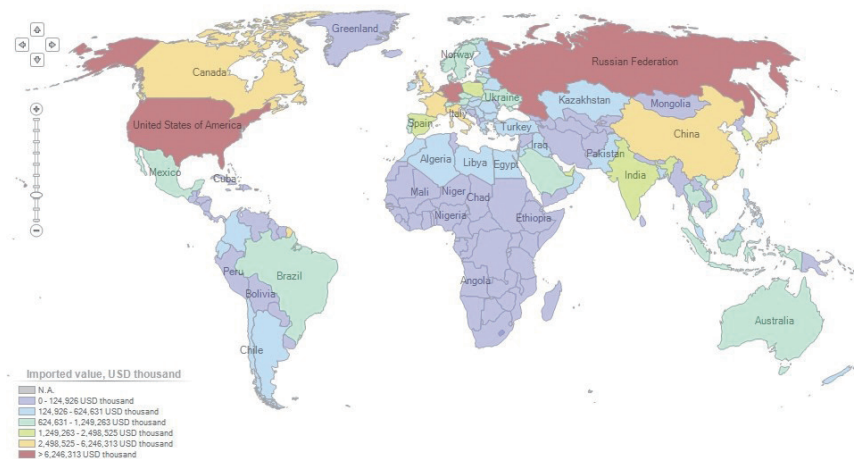 Greenland
Norway
Russian Federation
Canada
Ukraine
Kazakhstan
Mongolia
Italy
United States of America
Spain
Turkey
China
Iraq
Algeria
Libya
Egypt
Pakistan
Mexico
Cuba
India
Mali
Niger
Chad
Nigeria
Ethiopia
Peru
Brazil
Angola
Bolivia
Australia
Chile
Imported value, USD thousand
N.A.
0 - 124,926 USD thousand
124,926 - 624,631 USD thousand
624,631 - 1,249,263 USD thousand
1,249,263 - 2,498,525 USD thousand
2,498,525 - 6,246,313 USD thousand
> 6,246,313 USD thousand